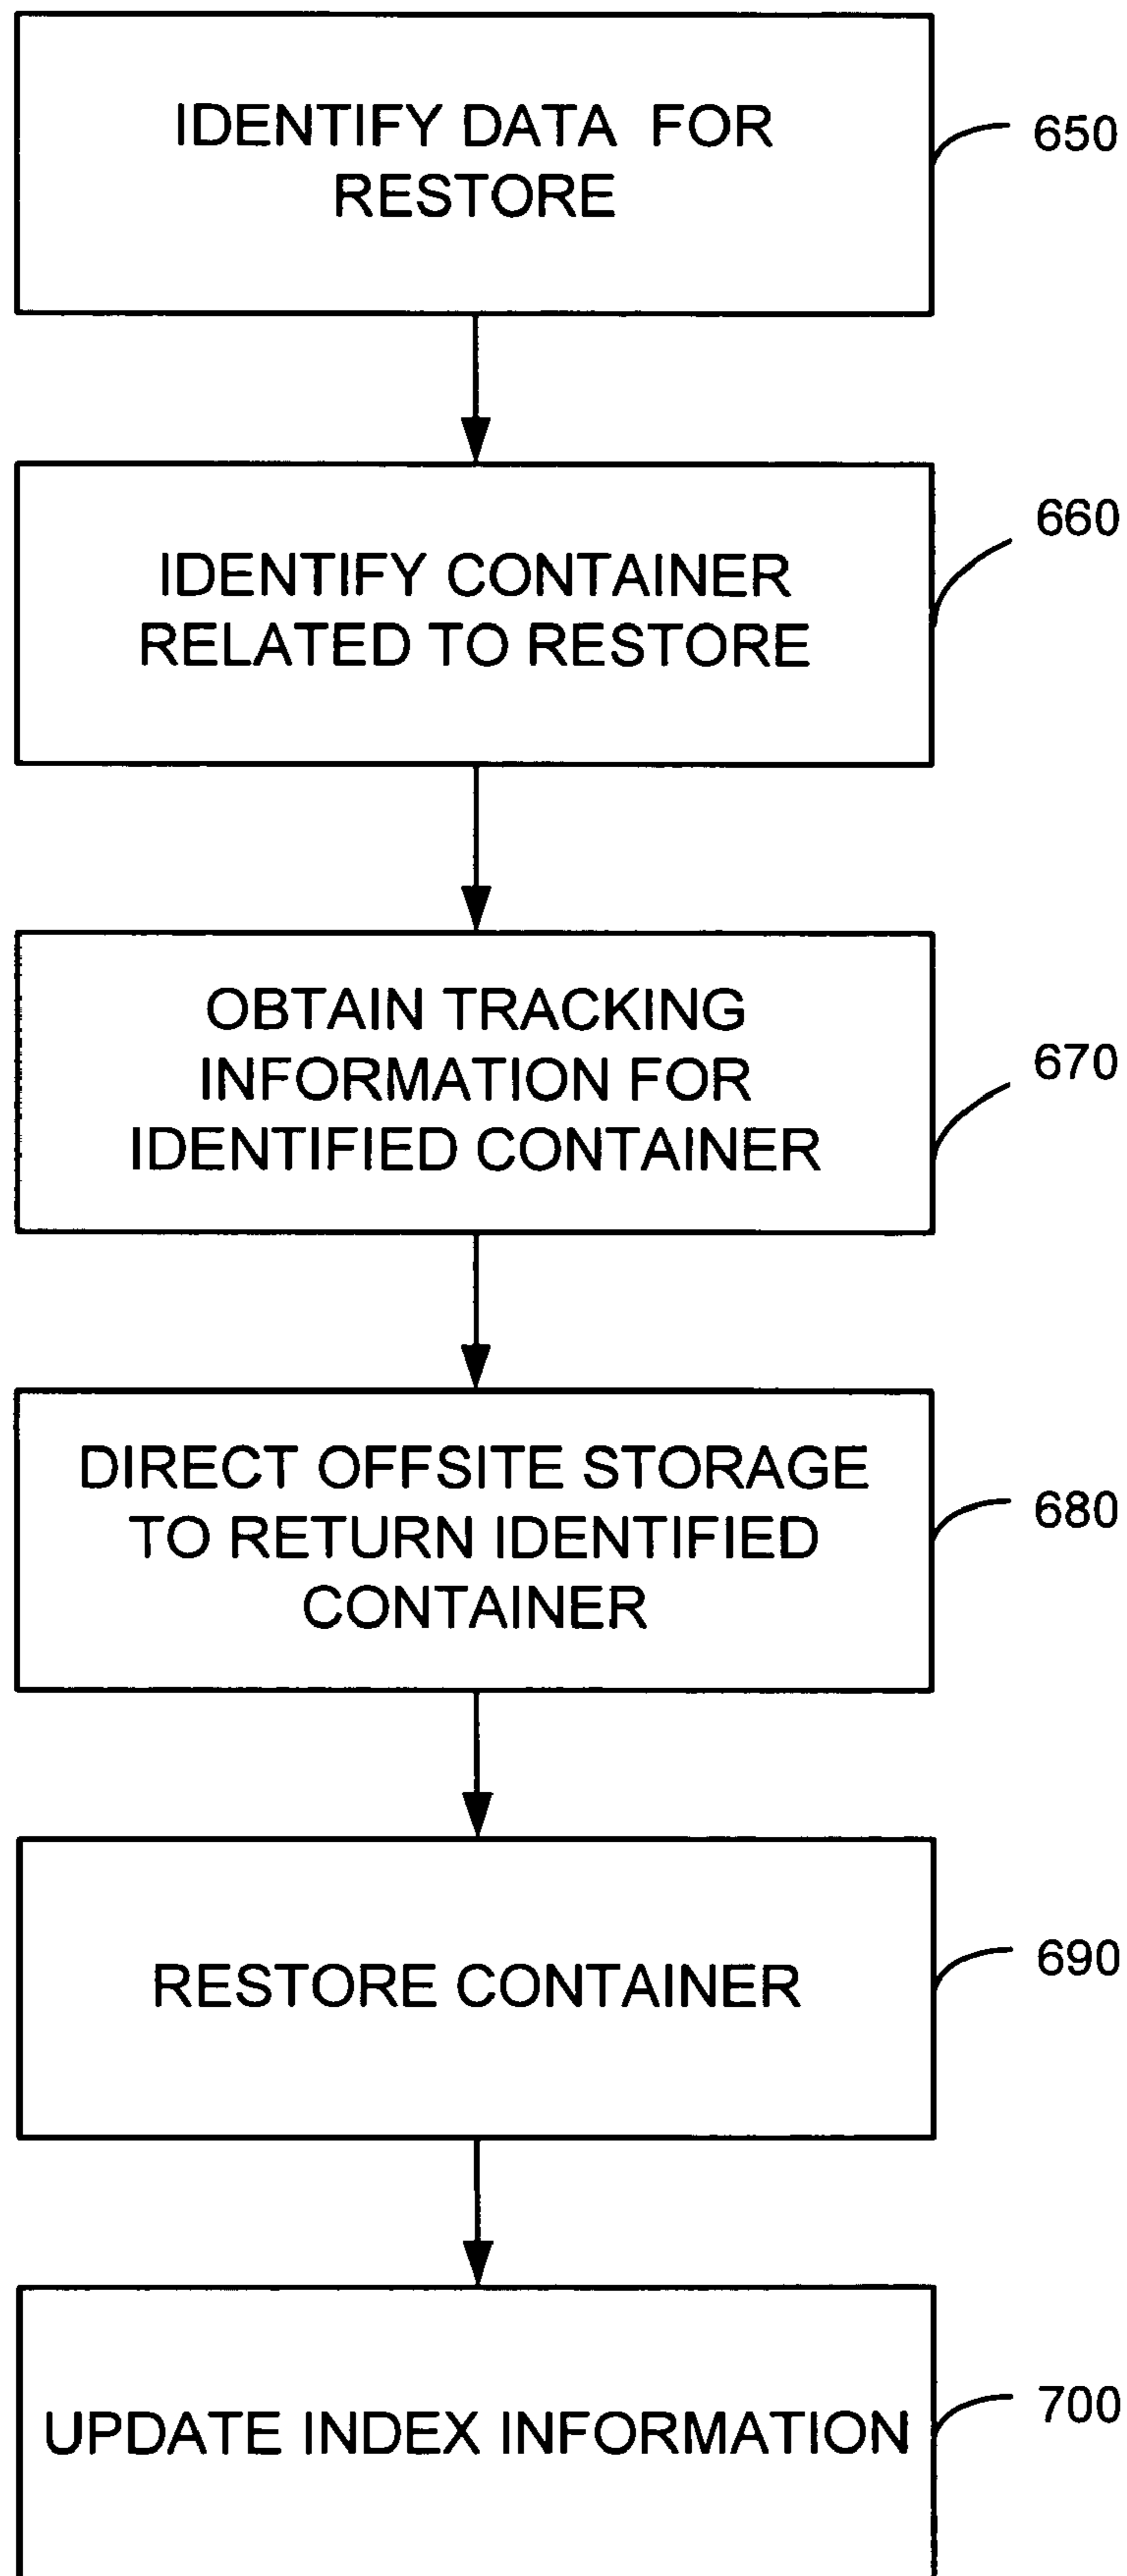 IDENTIFY DATA FOR
RESTORE
650
IDENTIFY CONTAINER
RELATED TO RESTORE
660
OBTAIN TRACKING
INFORMATION FOR
IDENTIFIED CONTAINER
670
DIRECT OFFSITE STORAGE
TO RETURN IDENTIFIED
CONTAINER
680
RESTORE CONTAINER
690
UPDATE INDEX INFORMATION
700